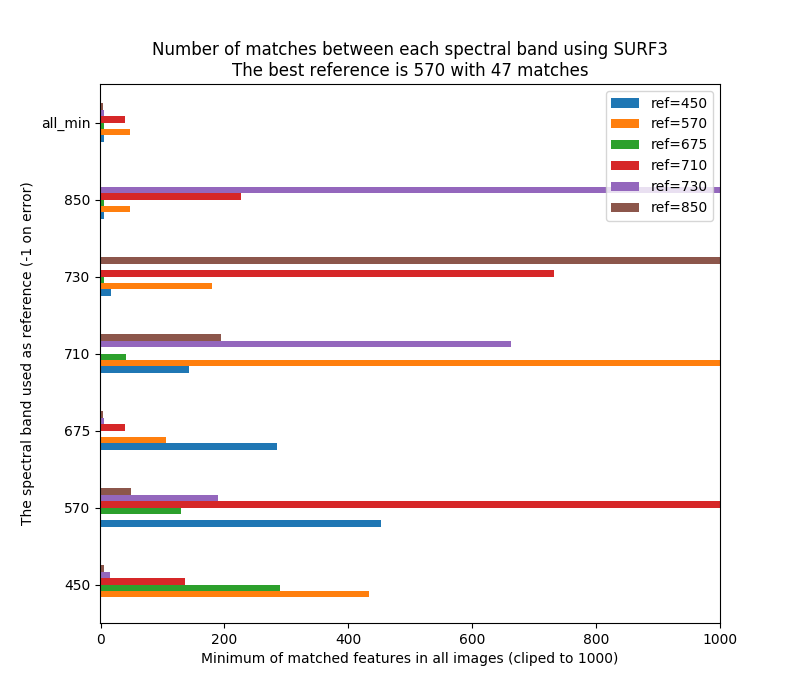 Number of matches between each spectral band using SURF3
The best reference is 570 with 47 matches
ref=450
ref=570
ref=675
ref=710
ref=730
ref=850
all_min
850
730
710
675
570
450
The spectral band used as reference (-1 on error)
0 200 400 600 800 1000
Minimum of matched features in all images (cliped to 1000)